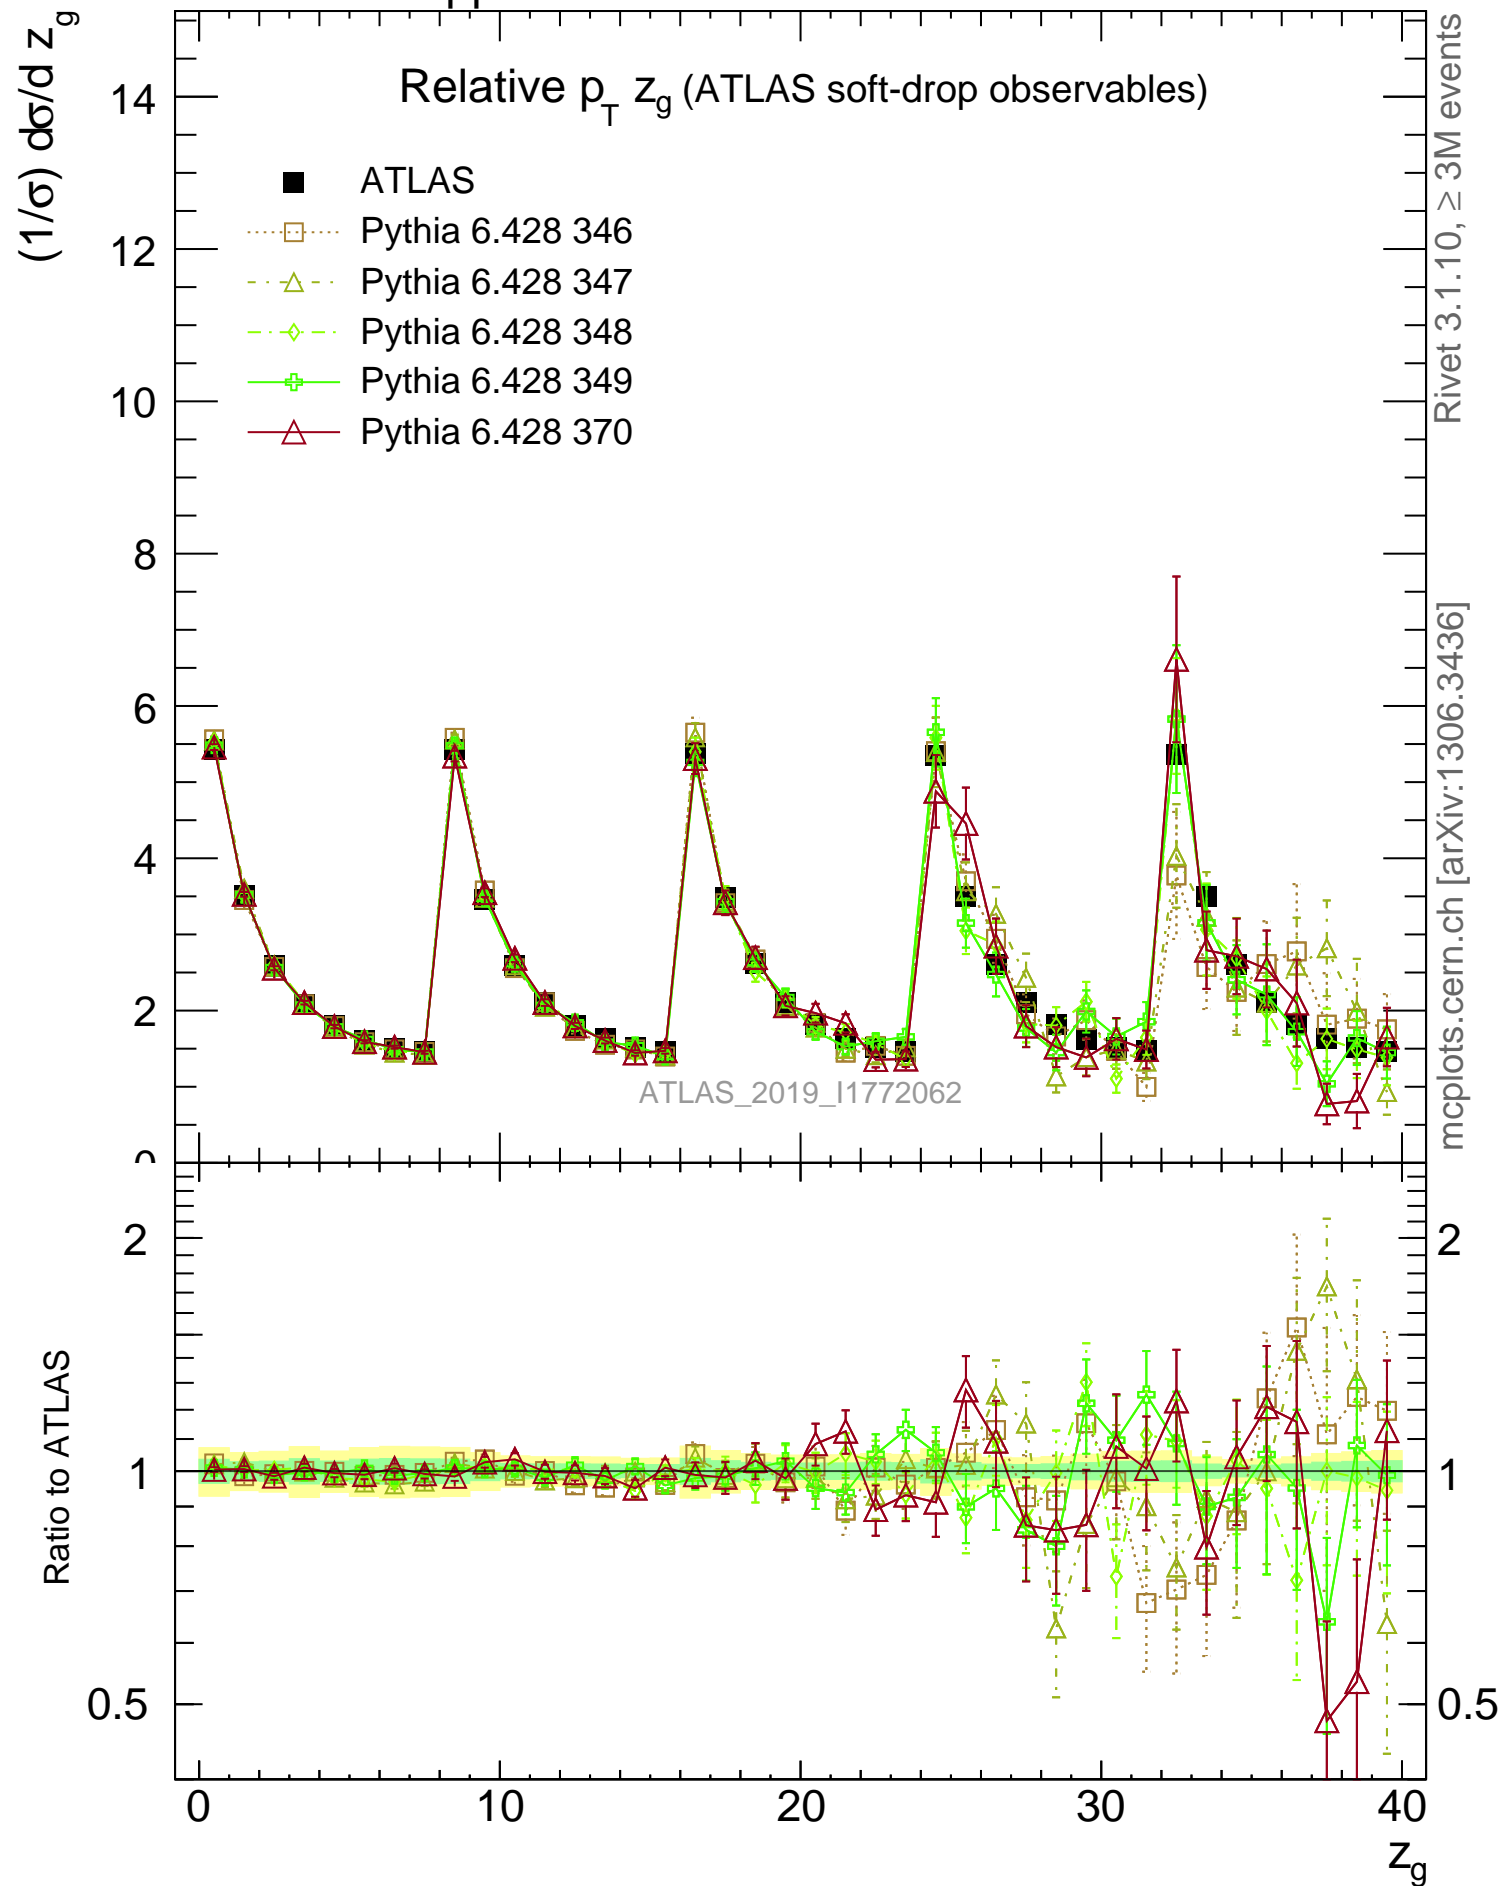 (1/σ) dσ/d z_g
Relative p_T z_g (ATLAS soft-drop observables)
ATLAS
Pythia 6.428 346
Pythia 6.428 347
Pythia 6.428 348
Pythia 6.428 349
Pythia 6.428 370
14
12
10
8
6
4
2
0
ATLAS_2019_I1772062
Rivet 3.1.10, ≥ 3M events
mcplots.cern.ch [arXiv:1306.3436]
Ratio to ATLAS
2
1
0.5
2
1
0.5
0 10 20 30 40
z_g